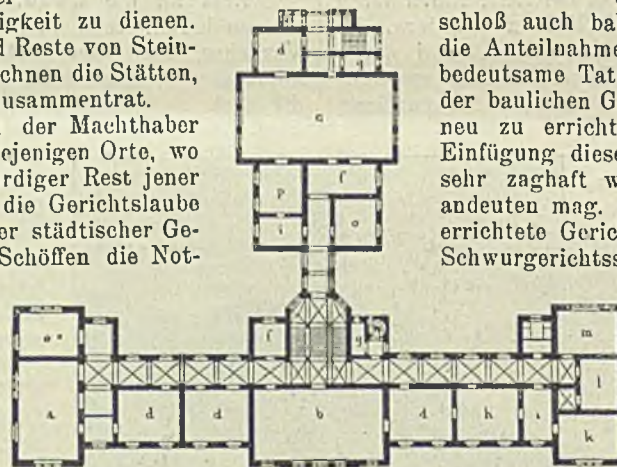 igkeit zu dienen.
d Reste von Stein-
chnen die Stätten,
usammentrat.
der Machthaber
ejenigen Orte, wo
rdiger Rest jener
die Gerichtslaube
er städtischer Ge-
Schöffen die Not-
schloß auch bal
die Anteilnahme
bedeutsame Tat
der baulichen G
neu zu erricht
Einfügung diese
sehr zaghaft w
andeuten mag.
errichtete Geric
Schwurgerichtss
d
g
p
f
i
o
f
g
m
l
a
d
d
b
d
h
i
k